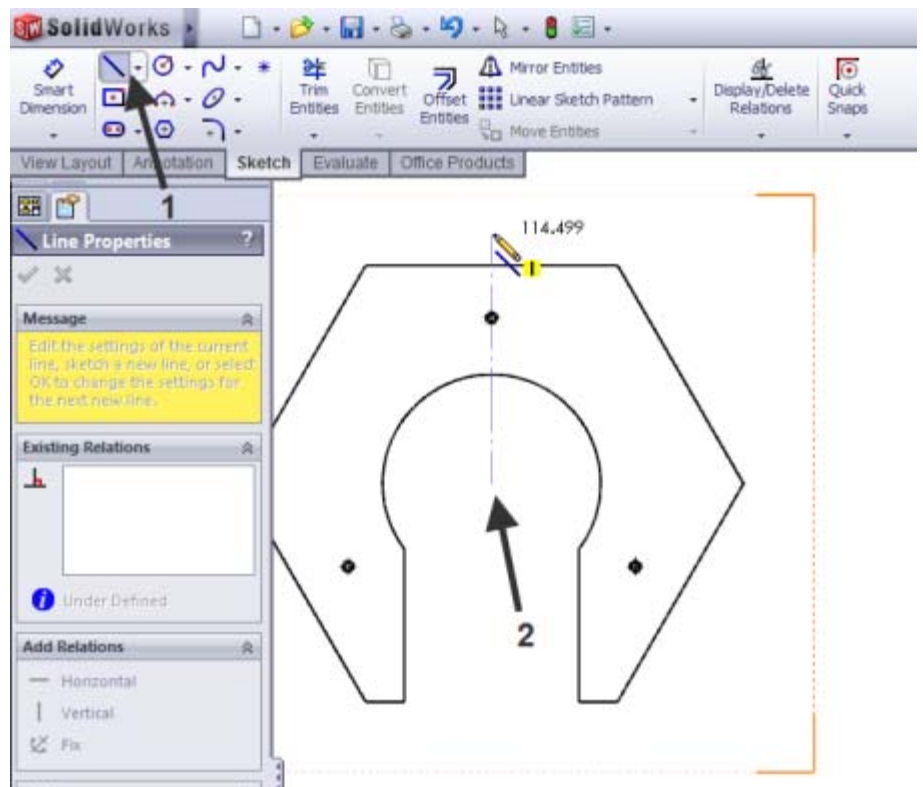 SolidWorks
Smart Dimension
Trim Entities
Convert Entities
Offset Entities
Mirror Entities
Linear Sketch Pattern
Move Entities
Display/Delete Relations
Quick Snaps
View Layout
Annotation
Sketch
Evaluate
Office Products
1
Line Properties
?
Message
Edit the settings of the current
line, sketch a new line, or select
OK to change the settings for
the next new line.
Existing Relations
Under Defined
Add Relations
Horizontal
Vertical
Fix
114.499
2